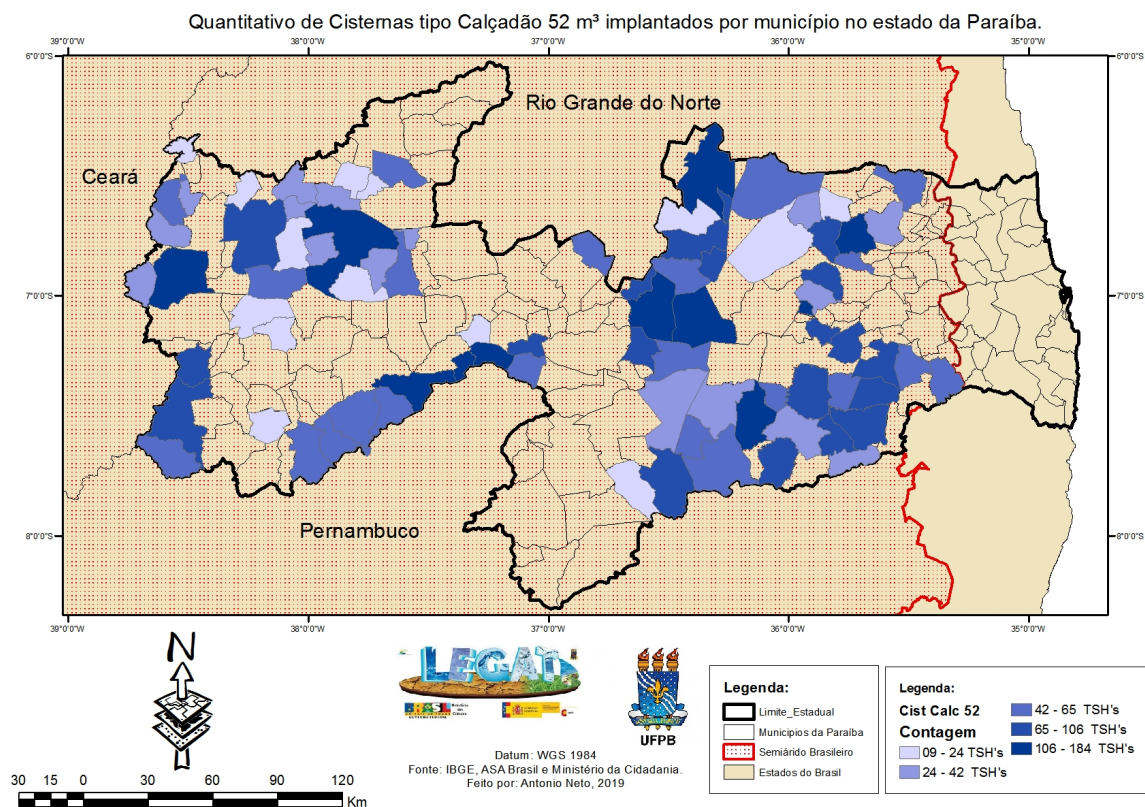 Quantitativo de Cisternas tipo Calçadão 52 m³ implantados por município no estado da Paraíba.
39°0'0"S 38°0'0"O 37°0'0"O 36°0'0"O 35°0'0"O
6°0'0"S 6°0'0"S
Rio Grande do Norte
Ceará
7°0'0"S 7°0'0"S
Pernambuco
8°0'0"S 8°0'0"S
39°0'0"O 38°0'0"O 37°0'0"O 36°0'0"O 35°0'0"O
N
LEGAT
UFPB
Datum: WGS 1984
Fonte: IBGE, ASA Brasil e Ministério da Cidadania.
Feito por: Antonio Neto, 2019
30 15 0 30 60 90 120
Km
Legenda:
Limite_Estadual
Municipios da Paraíba
Semiárido Brasileiro
Estados do Brasil
Legenda:
Cist Calc 52
Contagem
09 - 24 TSH's
24 - 42 TSH's
42 - 65 TSH's
65 - 106 TSH's
106 - 184 TSH's